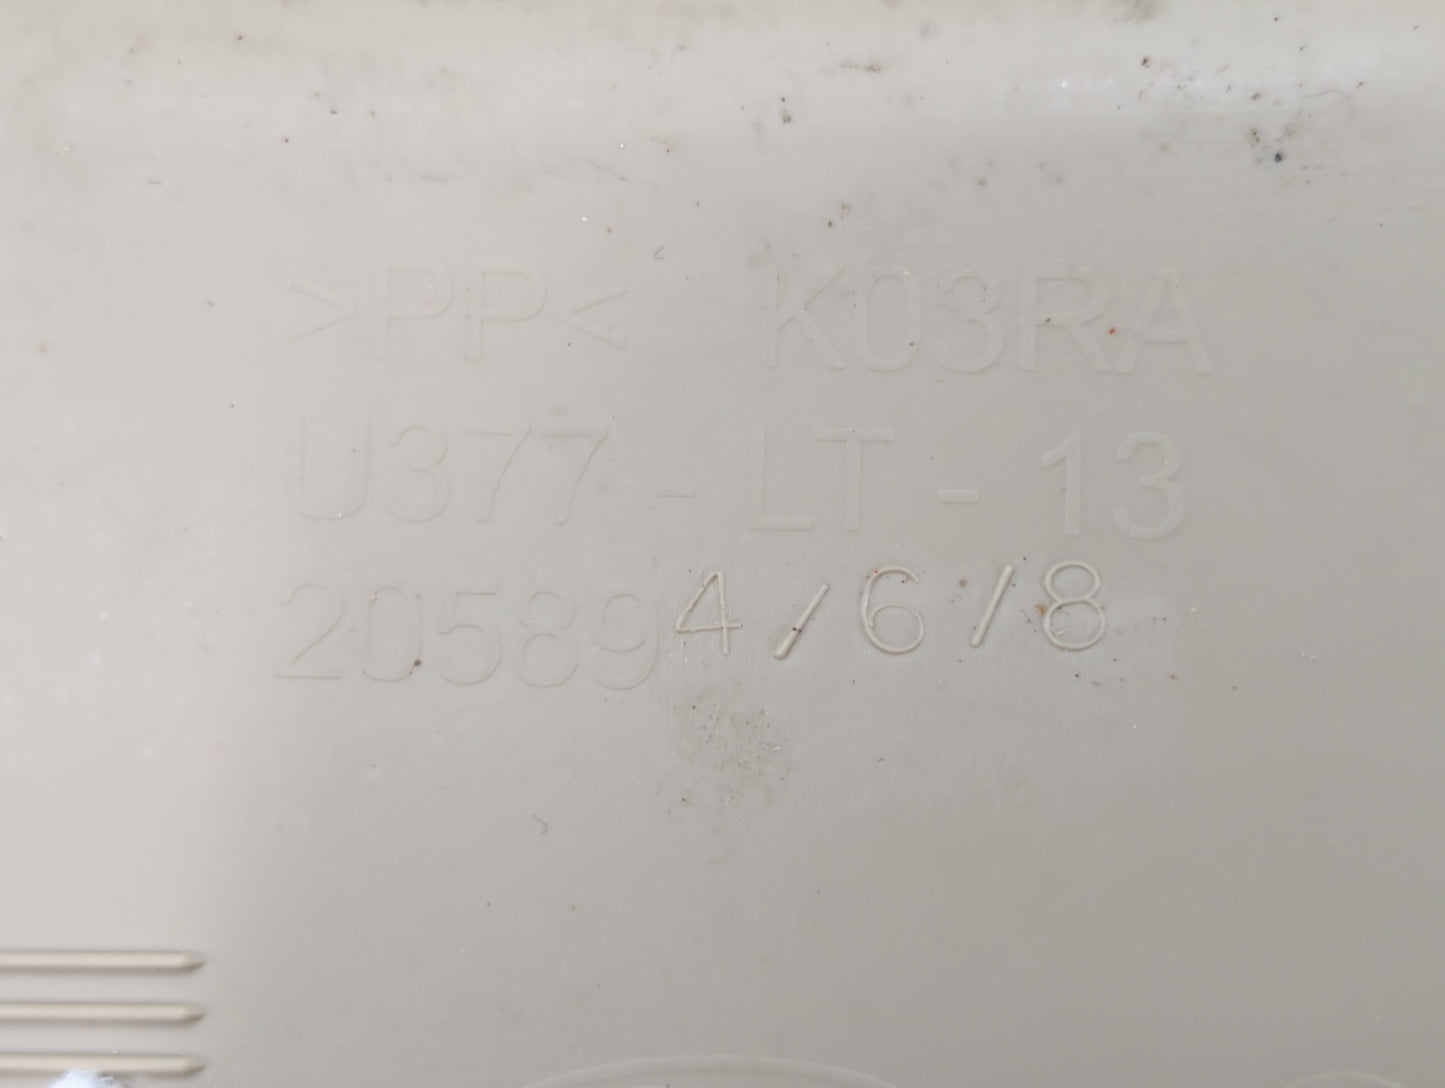 >PP< K03RA
U377 - LT - 13
205894/6/8